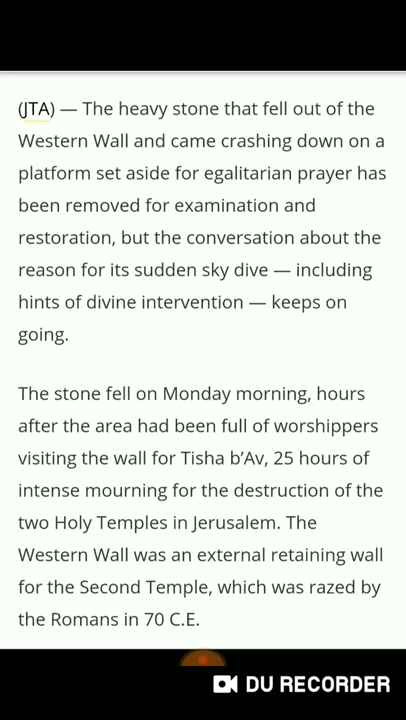 (JTA) — The heavy stone that fell out of the
Western Wall and came crashing down on a
platform set aside for egalitarian prayer has
been removed for examination and
restoration, but the conversation about the
reason for its sudden sky dive — including
hints of divine intervention — keeps on
going.
The stone fell on Monday morning, hours
after the area had been full of worshippers
visiting the wall for Tisha b’Av, 25 hours of
intense mourning for the destruction of the
two Holy Temples in Jerusalem. The
Western Wall was an external retaining wall
for the Second Temple, which was razed by
the Romans in 70 C.E.
DU RECORDER